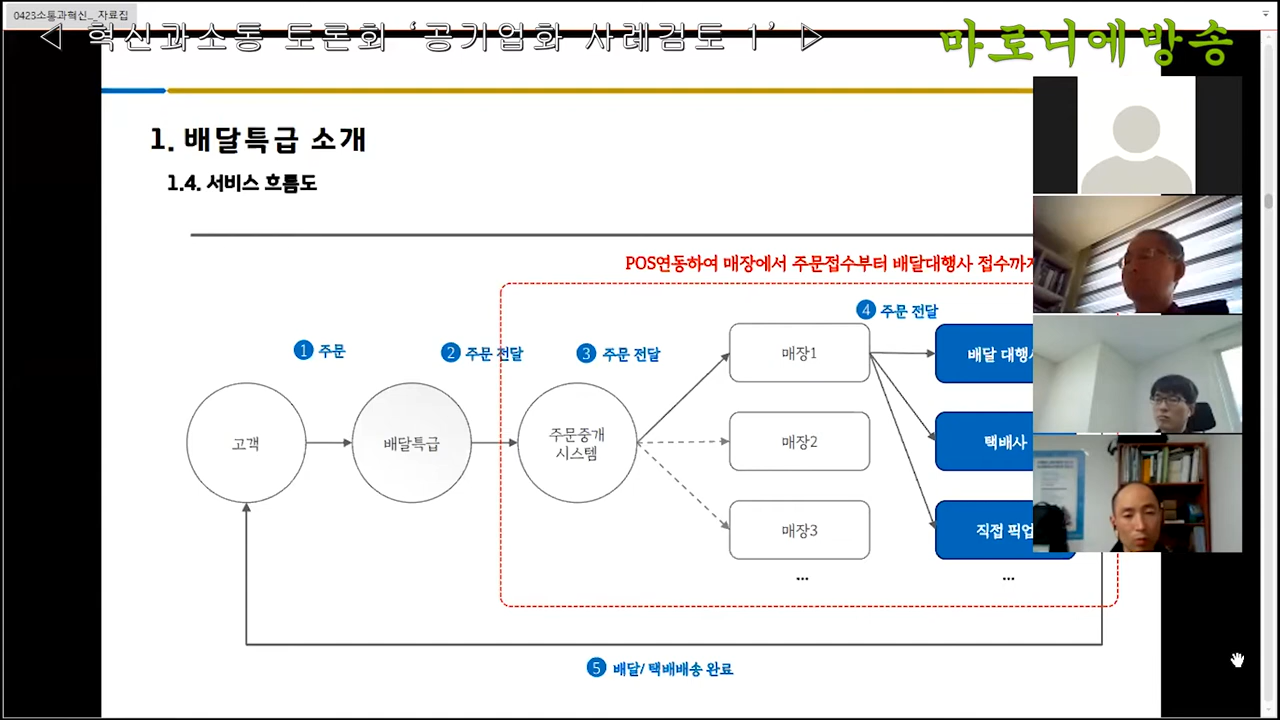 0423소통과혁신_자료집
◁ 혁신과소통 토론회 ‘공기업화 사례검토 1’ ▷
마로니에방송
1. 배달특급 소개
1.4. 서비스 흐름도
POS연동하여 매장에서 주문접수부터 배달대행사 접수까지
4 주문 전달
1 주문
2 주문 전달
3 주문 전달
매장1
배달 대행사
고객
배달특급
주문중개
시스템
매장2
택배사
매장3
직접 픽업
...
...
5 배달/ 택배배송 완료